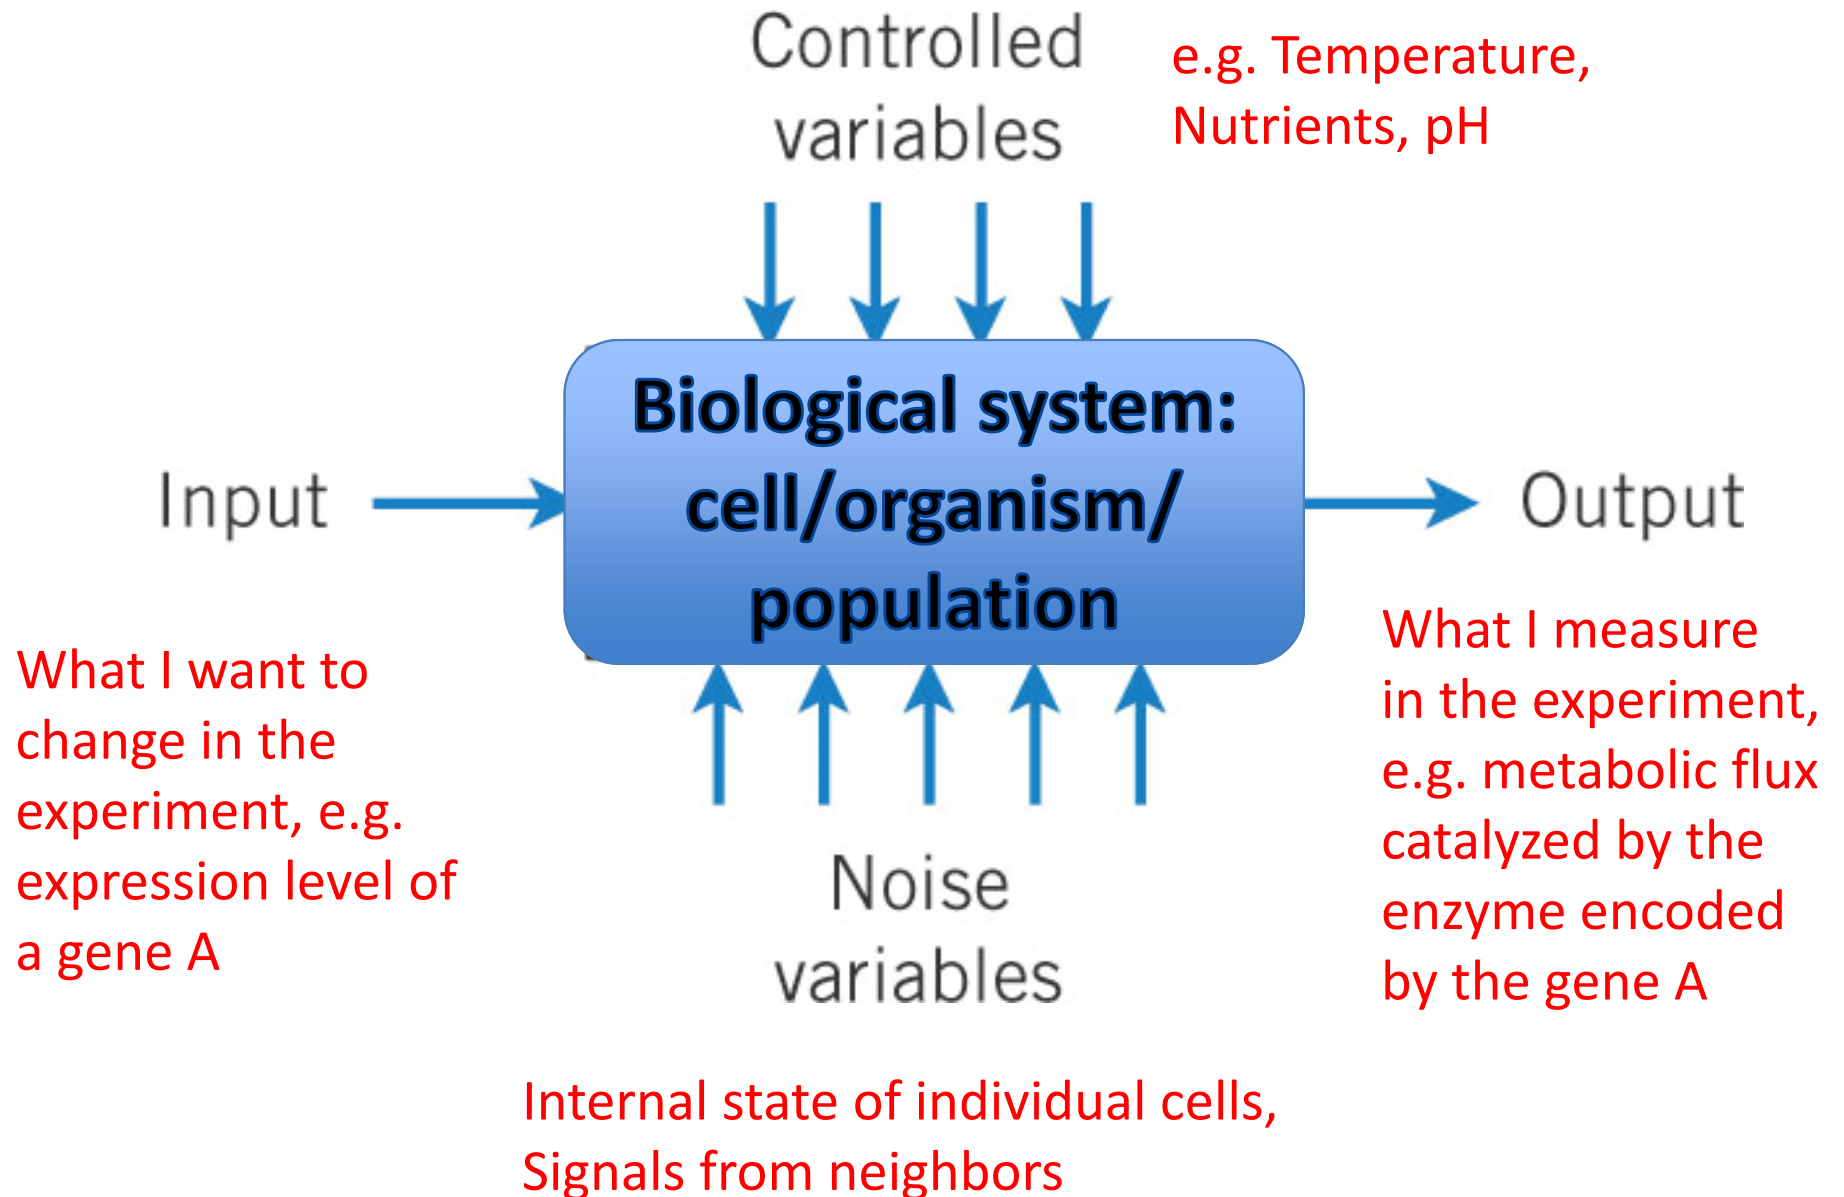 Controlled
variables
e.g. Temperature,
Nutrients, pH
Biological system:
cell/organism/
population
Input
Output
What I want to
change in the
experiment, e.g.
expression level of
a gene A
What I measure
in the experiment,
e.g. metabolic flux
catalyzed by the
enzyme encoded
by the gene A
Noise
variables
Internal state of individual cells,
Signals from neighbors